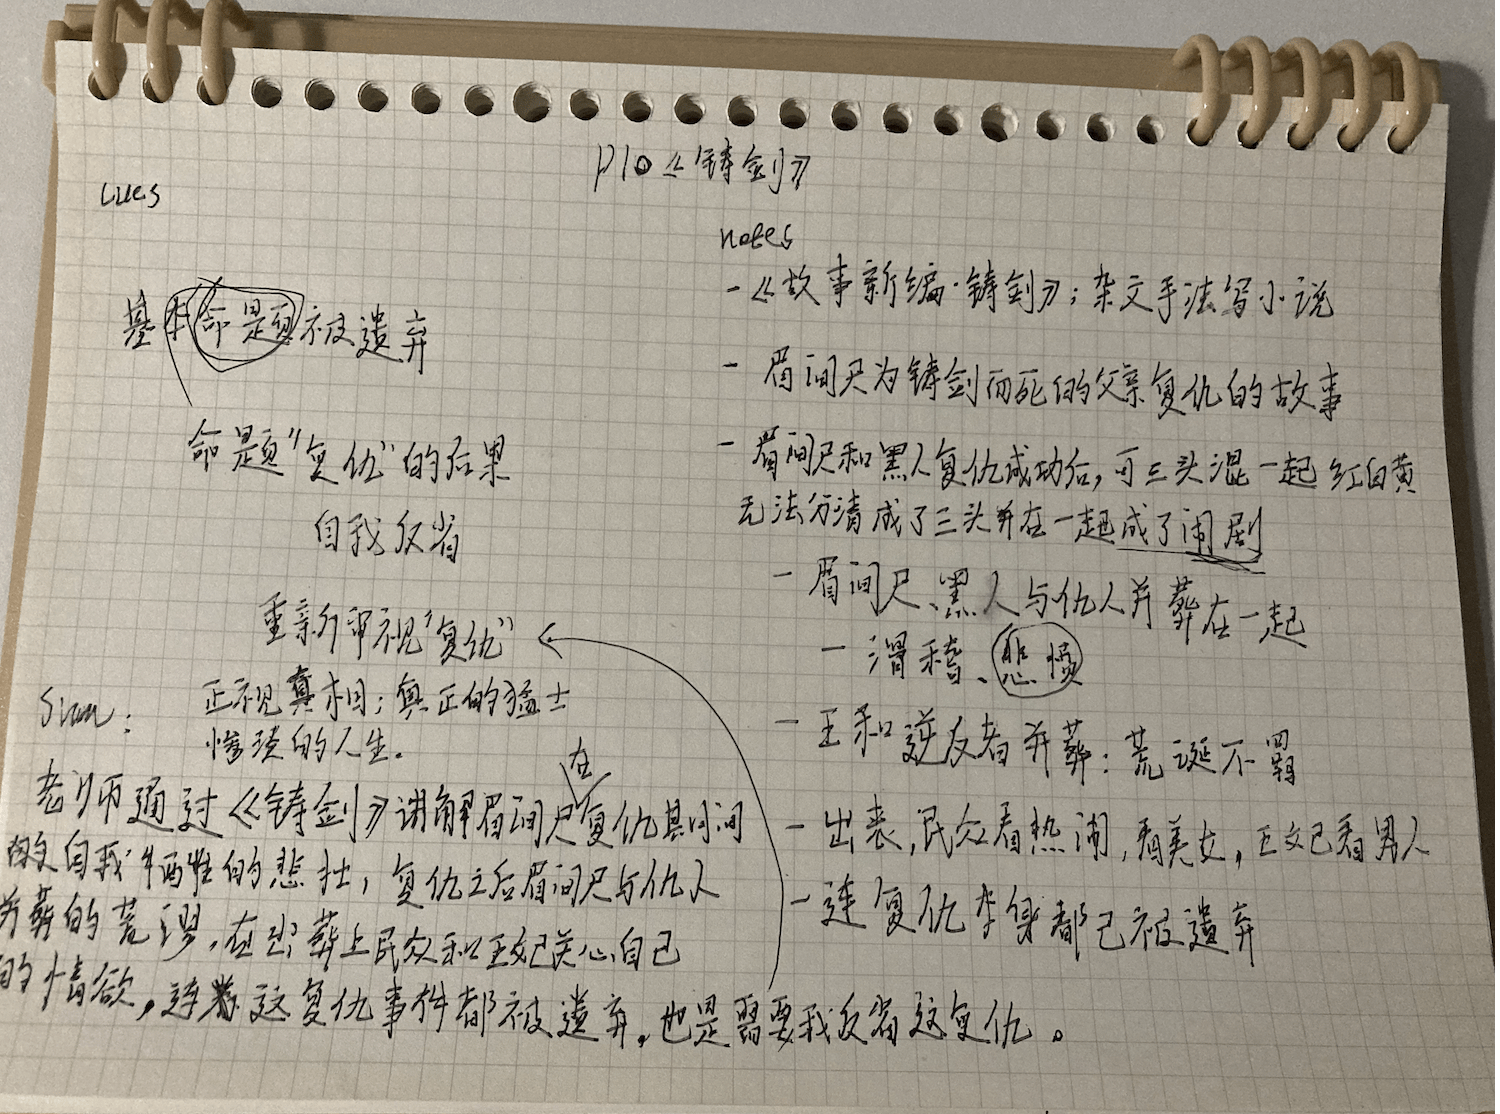 P10《铸剑》
cues
基本命题被遗弃
命题"复仇"的后果
自我反省
重新审视"复仇"
正视真相;真正的猛士
惨淡的人生。
notes
-《故事新编·铸剑》;杂文手法写小说
- 眉间尺为铸剑而死的父亲复仇的故事
- 眉间尺和黑人复仇成功后,可三头混一起 红白黄
无法分清成了三头并在一起成了闹剧
- 眉间尺、黑人与仇人并葬在一起
- 滑稽、悲悯
- 王和逆反者并葬:荒诞不羁
- 出丧,民众看热闹,看美女,王妃看男人
- 连复仇本身都已被遗弃
Sum:
老师通过《铸剑》讲解眉间尺在复仇其间
自我牺牲的悲壮,复仇之后眉间尺与仇人
并葬的荒谬,在出葬上民众和王妃关心自己
的情欲,连这复仇事件都被遗弃,也是需要我反省这复仇。